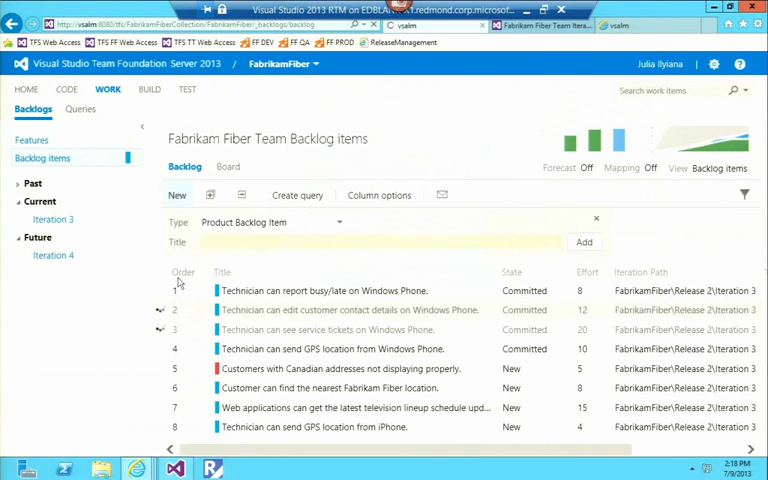 Visual Studio 2013 RTM on EDBLAN
1.redmond.corp.microsoft...
http://vsalm:8080/tfs/FabrikamFiberCollection/FabrikamFiber/_backlogs/backlog
vsalm
Fabrikam Fiber Team Itera...
vsalm
TFS Web Access
TFS FF Web Access
TFS TT Web Access
FF DEV
FF QA
FF PROD
ReleaseManagement
Visual Studio Team Foundation Server 2013 / FabrikamFiber
Julia Ilyiana
HOME CODE WORK BUILD TEST
Search work items
Backlogs Queries
Features
Backlog items
Past
Current
Iteration 3
Future
Iteration 4
Fabrikam Fiber Team Backlog items
Forecast Off Mapping Off View Backlog items
Backlog Board
New Create query Column options
Type Product Backlog Item
Title Add
Order Title State Effort Iteration Path
1 Technician can report busy/late on Windows Phone. Committed 8 FabrikamFiber\Release 2\Iteration 3
2 Technician can edit customer contact details on Windows Phone. Committed 12 FabrikamFiber\Release 2\Iteration 3
3 Technician can see service tickets on Windows Phone. Committed 20 FabrikamFiber\Release 2\Iteration 3
4 Technician can send GPS location from Windows Phone. Committed 10 FabrikamFiber\Release 2\Iteration 3
5 Customers with Canadian addresses not displaying properly. New 5 FabrikamFiber\Release 2\Iteration 3
6 Customer can find the nearest Fabrikam Fiber location. New 8 FabrikamFiber\Release 2\Iteration 3
7 Web applications can get the latest television lineup schedule upd... New 15 FabrikamFiber\Release 2\Iteration 3
8 Technician can send GPS location from iPhone. New 4 FabrikamFiber\Release 2\Iteration 3
2:18 PM
7/9/2013